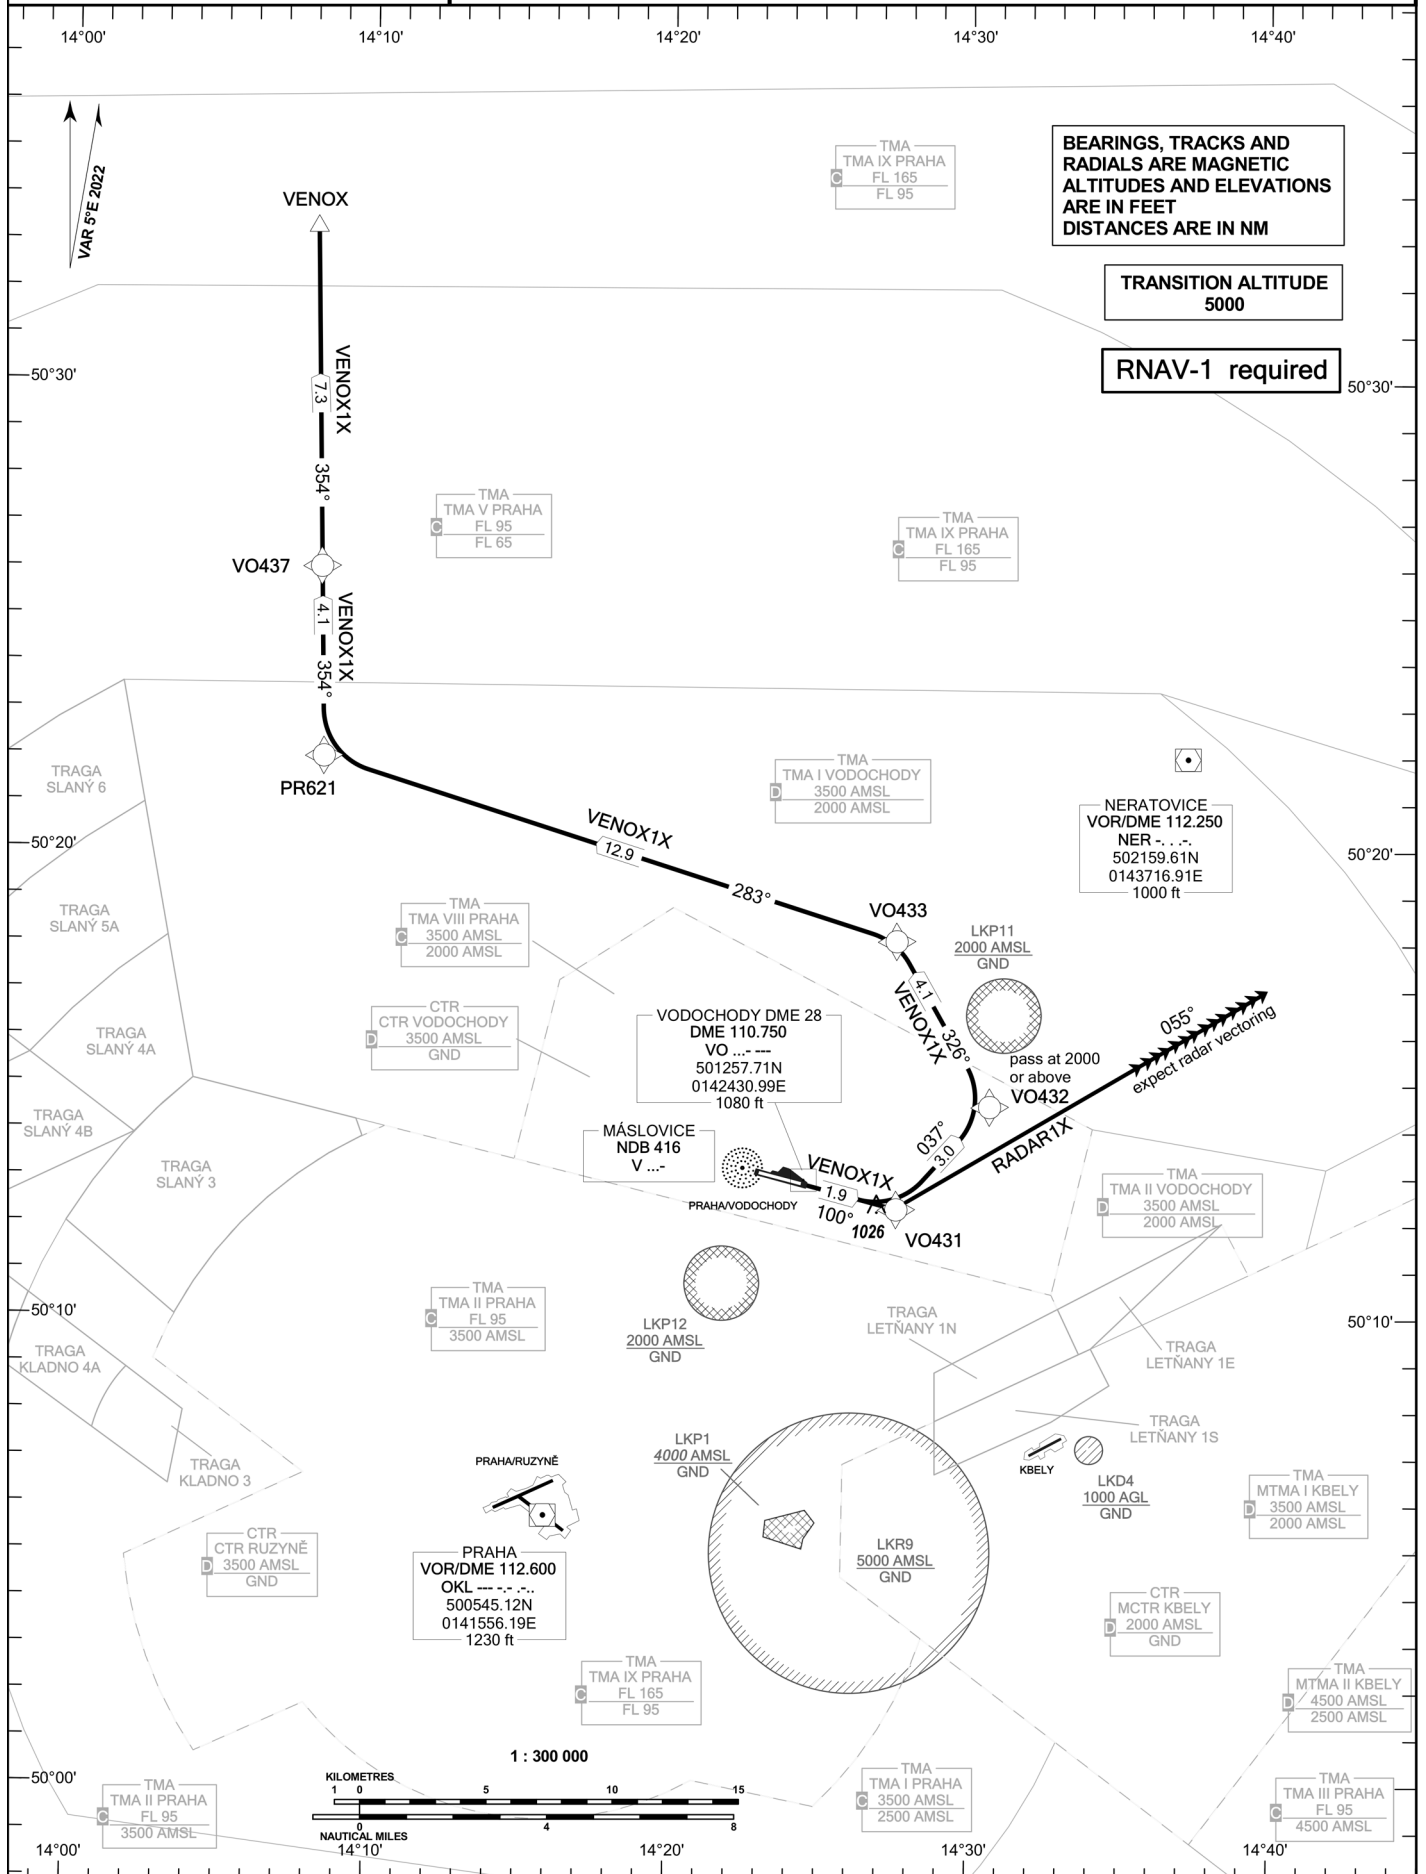 14°00'
14°10'
14°20'
14°30'
14°40'
VAR 5°E 2022
VENOX
TMA
TMA IX PRAHA
C
FL 165
FL 95
BEARINGS, TRACKS AND
RADIALS ARE MAGNETIC
ALTITUDES AND ELEVATIONS
ARE IN FEET
DISTANCES ARE IN NM
TRANSITION ALTITUDE
5000
RNAV-1 required
50°30'
50°30'
VENOX1X
7.3
354°
TMA
TMA V PRAHA
C
FL 95
FL 65
TMA
TMA IX PRAHA
C
FL 165
FL 95
VO437
4.1
VENOX1X
354°
PR621
TRAGA
SLANÝ 6
TMA
TMA I VODOCHODY
D
3500 AMSL
2000 AMSL
NERATOVICE
VOR/DME 112.250
NER -. . .-.
502159.61N
0143716.91E
1000 ft
50°20'
50°20'
VENOX1X
12.9
283°
VO433
TRAGA
SLANÝ 5A
TMA
TMA VIII PRAHA
C
3500 AMSL
2000 AMSL
LKP11
2000 AMSL
GND
4.1
VENOX1X
326°
055°
expect radar vectoring
TRAGA
SLANÝ 4A
CTR
CTR VODOCHODY
D
3500 AMSL
GND
VODOCHODY DME 28
DME 110.750
VO ...- ---
501257.71N
0142430.99E
1080 ft
pass at 2000
or above
VO432
TRAGA
SLANÝ 4B
MÁSLOVICE
NDB 416
V ...-
037°
3.0
RADAR1X
TRAGA
SLANÝ 3
VENOX1X
1.9
100°
PRAHA/VODOCHODY
1026
VO431
TMA
TMA II VODOCHODY
D
3500 AMSL
2000 AMSL
50°10'
50°10'
TMA
TMA II PRAHA
C
FL 95
3500 AMSL
LKP12
2000 AMSL
GND
TRAGA
LETŇANY 1N
TRAGA
LETŇANY 1E
TRAGA
KLADNO 4A
TRAGA
LETŇANY 1S
LKP1
4000 AMSL
GND
TRAGA
KLADNO 3
PRAHA/RUZYNĚ
KBELY
LKD4
1000 AGL
GND
TMA
MTMA I KBELY
D
3500 AMSL
2000 AMSL
CTR
CTR RUZYNĚ
D
3500 AMSL
GND
PRAHA
VOR/DME 112.600
OKL --- -.- .-..
500545.12N
0141556.19E
1230 ft
LKR9
5000 AMSL
GND
CTR
MCTR KBELY
D
2000 AMSL
GND
TMA
TMA IX PRAHA
C
FL 165
FL 95
TMA
MTMA II KBELY
D
4500 AMSL
2500 AMSL
1 : 300 000
KILOMETRES
1 0 5 10 15
0 4 8
NAUTICAL MILES
50°00'
50°00'
TMA
TMA II PRAHA
C
FL 95
3500 AMSL
TMA
TMA I PRAHA
C
3500 AMSL
2500 AMSL
TMA
TMA III PRAHA
C
FL 95
4500 AMSL
14°00'
14°10'
14°20'
14°30'
14°40'